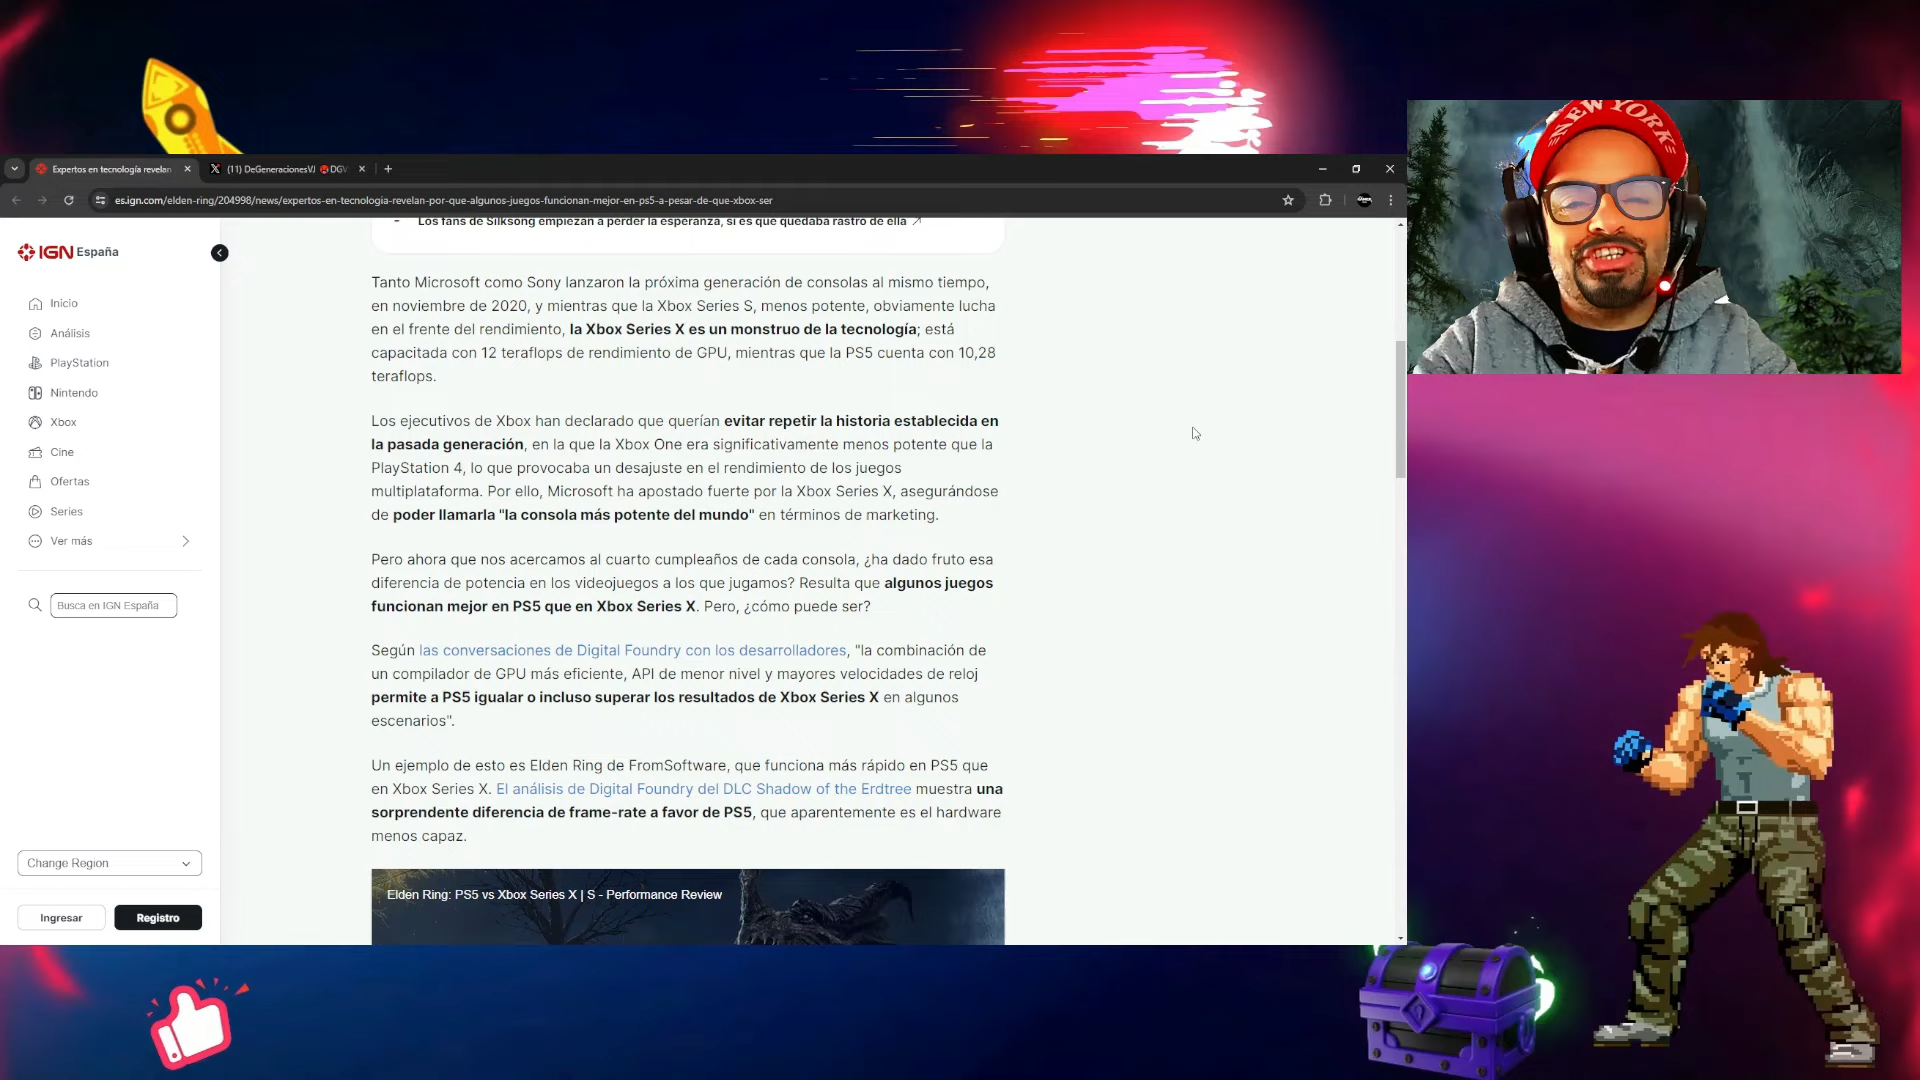 Expertos en tecnología revelan
(11) DeGeneracionesVJ 🔴DGV
es.ign.com/elden-ring/204998/news/expertos-en-tecnologia-revelan-por-que-algunos-juegos-funcionan-mejor-en-ps5-a-pesar-de-que-xbox-ser
NEW YORK
IGN España
Inicio
Análisis
PlayStation
Nintendo
Xbox
Cine
Ofertas
Series
Ver más
Busca en IGN España
Change Region
Ingresar
Registro
- Los fans de Silksong empiezan a perder la esperanza, si es que quedaba rastro de ella
Tanto Microsoft como Sony lanzaron la próxima generación de consolas al mismo tiempo,
en noviembre de 2020, y mientras que la Xbox Series S, menos potente, obviamente lucha
en el frente del rendimiento, la Xbox Series X es un monstruo de la tecnología; está
capacitada con 12 teraflops de rendimiento de GPU, mientras que la PS5 cuenta con 10,28
teraflops.
Los ejecutivos de Xbox han declarado que querían evitar repetir la historia establecida en
la pasada generación, en la que la Xbox One era significativamente menos potente que la
PlayStation 4, lo que provocaba un desajuste en el rendimiento de los juegos
multiplataforma. Por ello, Microsoft ha apostado fuerte por la Xbox Series X, asegurándose
de poder llamarla "la consola más potente del mundo" en términos de marketing.
Pero ahora que nos acercamos al cuarto cumpleaños de cada consola, ¿ha dado fruto esa
diferencia de potencia en los videojuegos a los que jugamos? Resulta que algunos juegos
funcionan mejor en PS5 que en Xbox Series X. Pero, ¿cómo puede ser?
Según las conversaciones de Digital Foundry con los desarrolladores, "la combinación de
un compilador de GPU más eficiente, API de menor nivel y mayores velocidades de reloj
permite a PS5 igualar o incluso superar los resultados de Xbox Series X en algunos
escenarios".
Un ejemplo de esto es Elden Ring de FromSoftware, que funciona más rápido en PS5 que
en Xbox Series X. El análisis de Digital Foundry del DLC Shadow of the Erdtree muestra una
sorprendente diferencia de frame-rate a favor de PS5, que aparentemente es el hardware
menos capaz.
Elden Ring: PS5 vs Xbox Series X | S - Performance Review